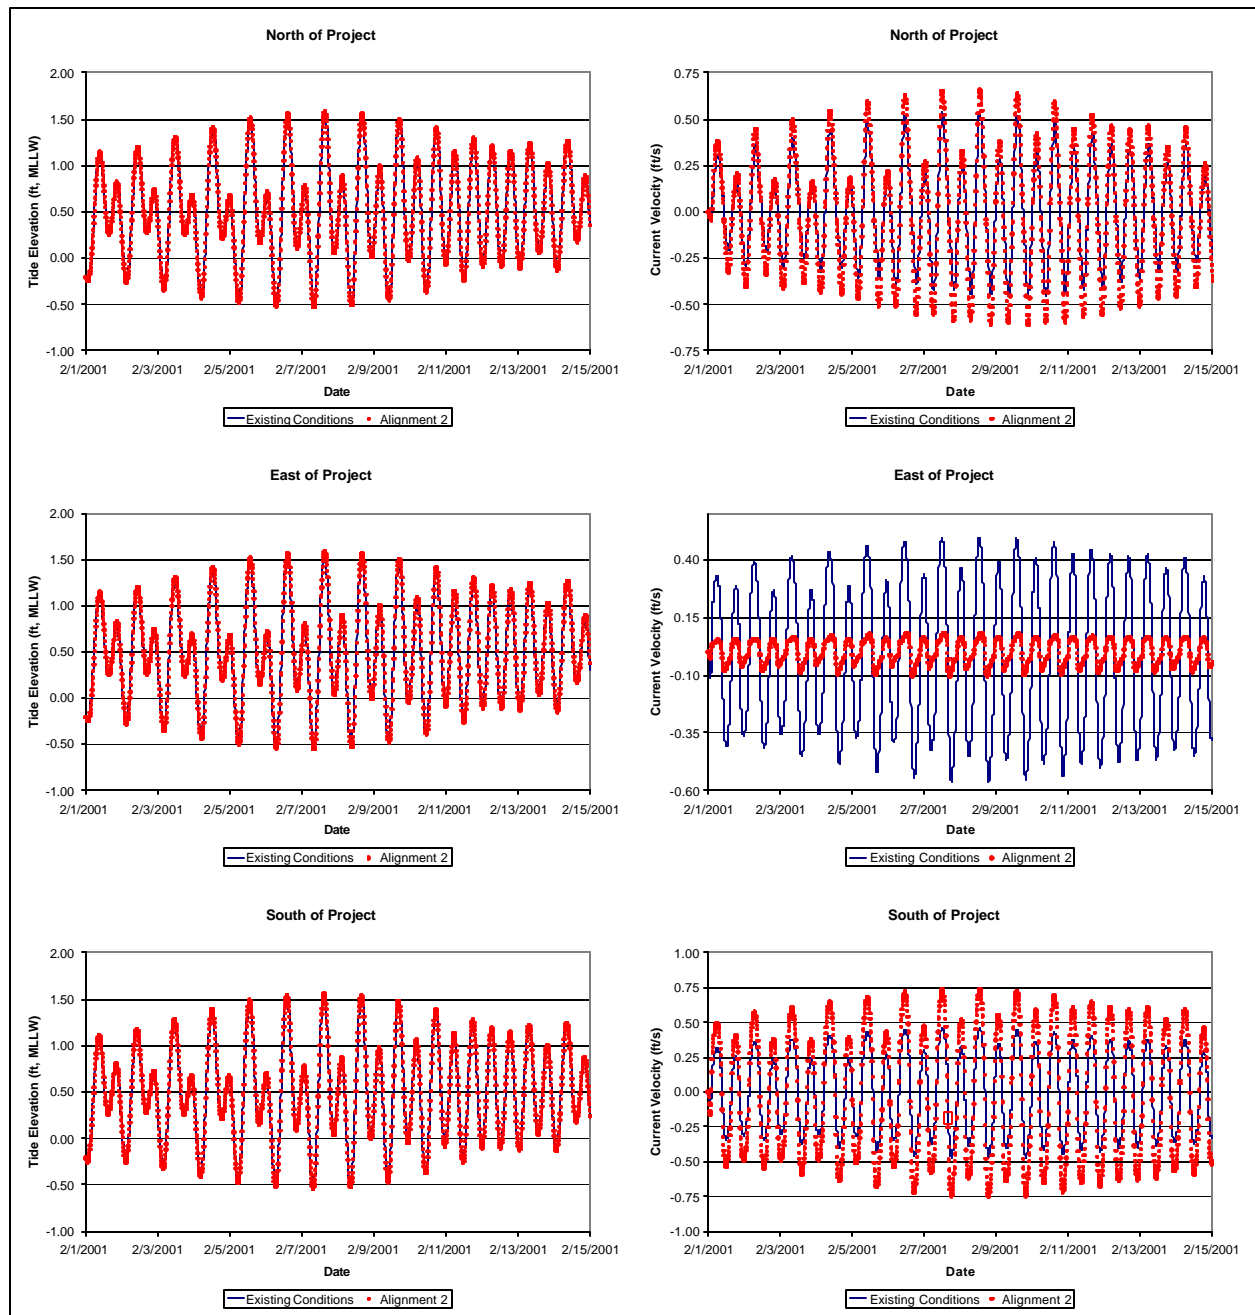 North of Project
Tide Elevation (ft, MLLW)
2.00
1.50
1.00
0.50
0.00
-0.50
-1.00
2/1/2001 2/3/2001 2/5/2001 2/7/2001 2/9/2001 2/11/2001 2/13/2001 2/15/2001
Date
Existing Conditions Alignment 2
North of Project
Current Velocity (ft/s)
0.75
0.50
0.25
0.00
-0.25
-0.50
-0.75
2/1/2001 2/3/2001 2/5/2001 2/7/2001 2/9/2001 2/11/2001 2/13/2001 2/15/2001
Date
Existing Conditions Alignment 2
East of Project
Tide Elevation (ft, MLLW)
2.00
1.50
1.00
0.50
0.00
-0.50
-1.00
2/1/2001 2/3/2001 2/5/2001 2/7/2001 2/9/2001 2/11/2001 2/13/2001 2/15/2001
Date
Existing Conditions Alignment 2
East of Project
Current Velocity (ft/s)
0.40
0.15
-0.10
-0.35
-0.60
2/1/2001 2/3/2001 2/5/2001 2/7/2001 2/9/2001 2/11/2001 2/13/2001 2/15/2001
Date
Existing Conditions Alignment 2
South of Project
Tide Elevation (ft, MLLW)
2.00
1.50
1.00
0.50
0.00
-0.50
-1.00
2/1/2001 2/3/2001 2/5/2001 2/7/2001 2/9/2001 2/11/2001 2/13/2001 2/15/2001
Date
Existing Conditions Alignment 2
South of Project
Current Velocity (ft/s)
1.00
0.75
0.50
0.25
0.00
-0.25
-0.50
-0.75
-1.00
2/1/2001 2/3/2001 2/5/2001 2/7/2001 2/9/2001 2/11/2001 2/13/2001 2/15/2001
Date
Existing Conditions Alignment 2